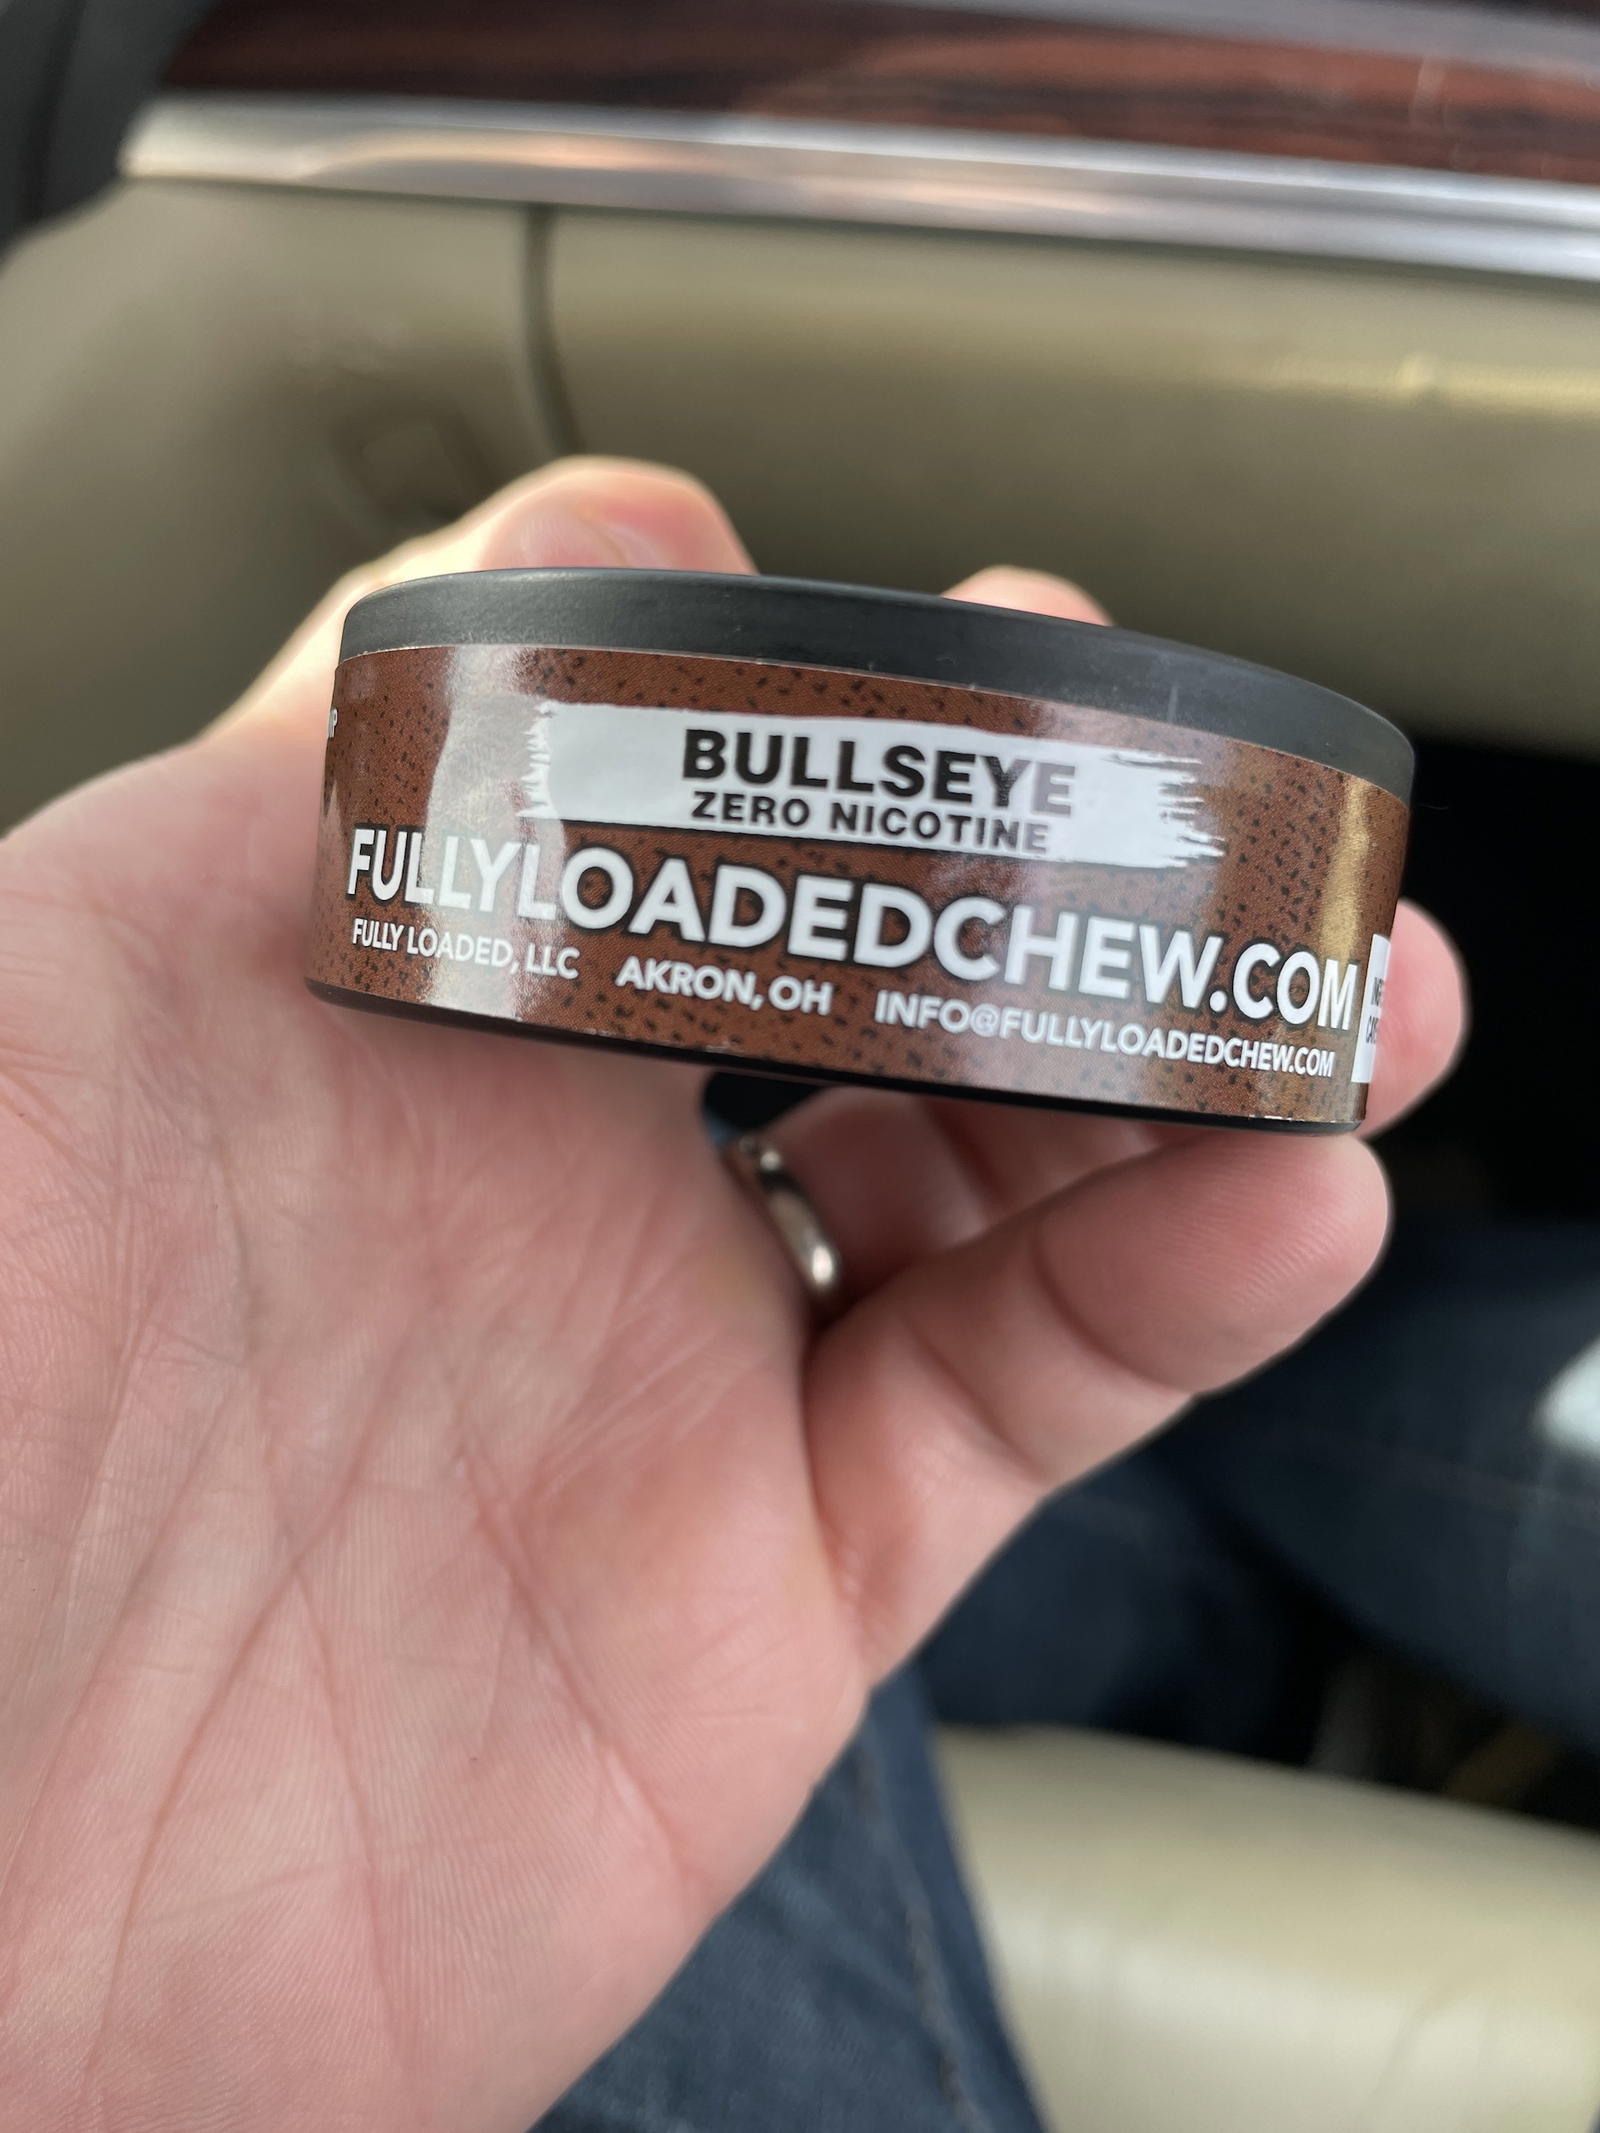 BULLSEYE
ZERO NICOTINE
FULLYLOADEDCHEW.COM
FULLY LOADED, LLC AKRON, OH INFO@FULLYLOADEDCHEW.COM